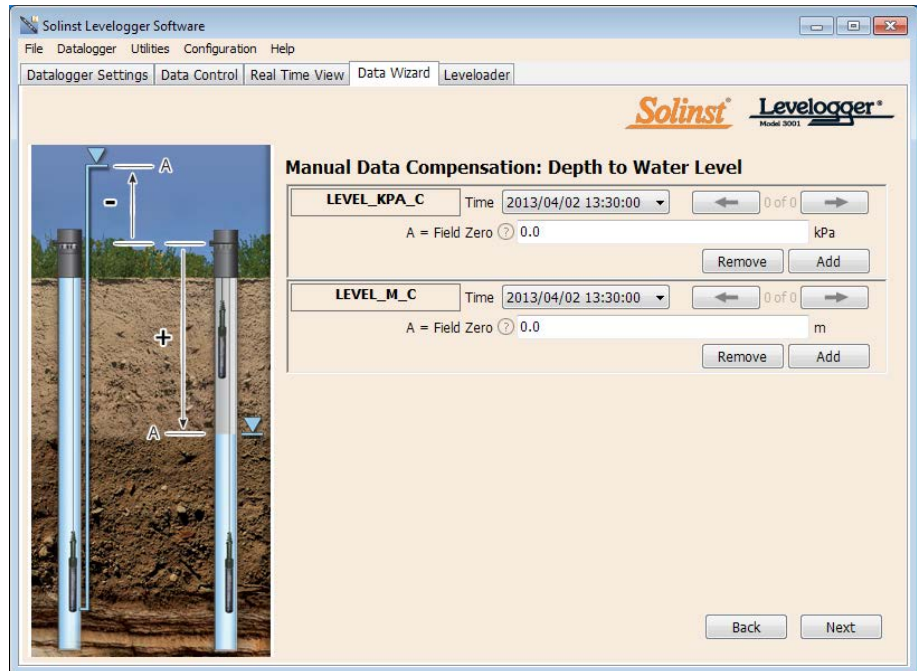 Solinst Levelogger Software
File Datalogger Utilities Configuration Help
Datalogger Settings Data Control Real Time View Data Wizard Leveloader
Solinst Levelogger
Model 3001
Manual Data Compensation: Depth to Water Level
A
-
LEVEL_KPA_C Time 2013/04/02 13:30:00 0 of 0
A = Field Zero ? 0.0 kPa
Remove Add
LEVEL_M_C Time 2013/04/02 13:30:00 0 of 0
A = Field Zero ? 0.0 m
Remove Add
+
A
Back Next